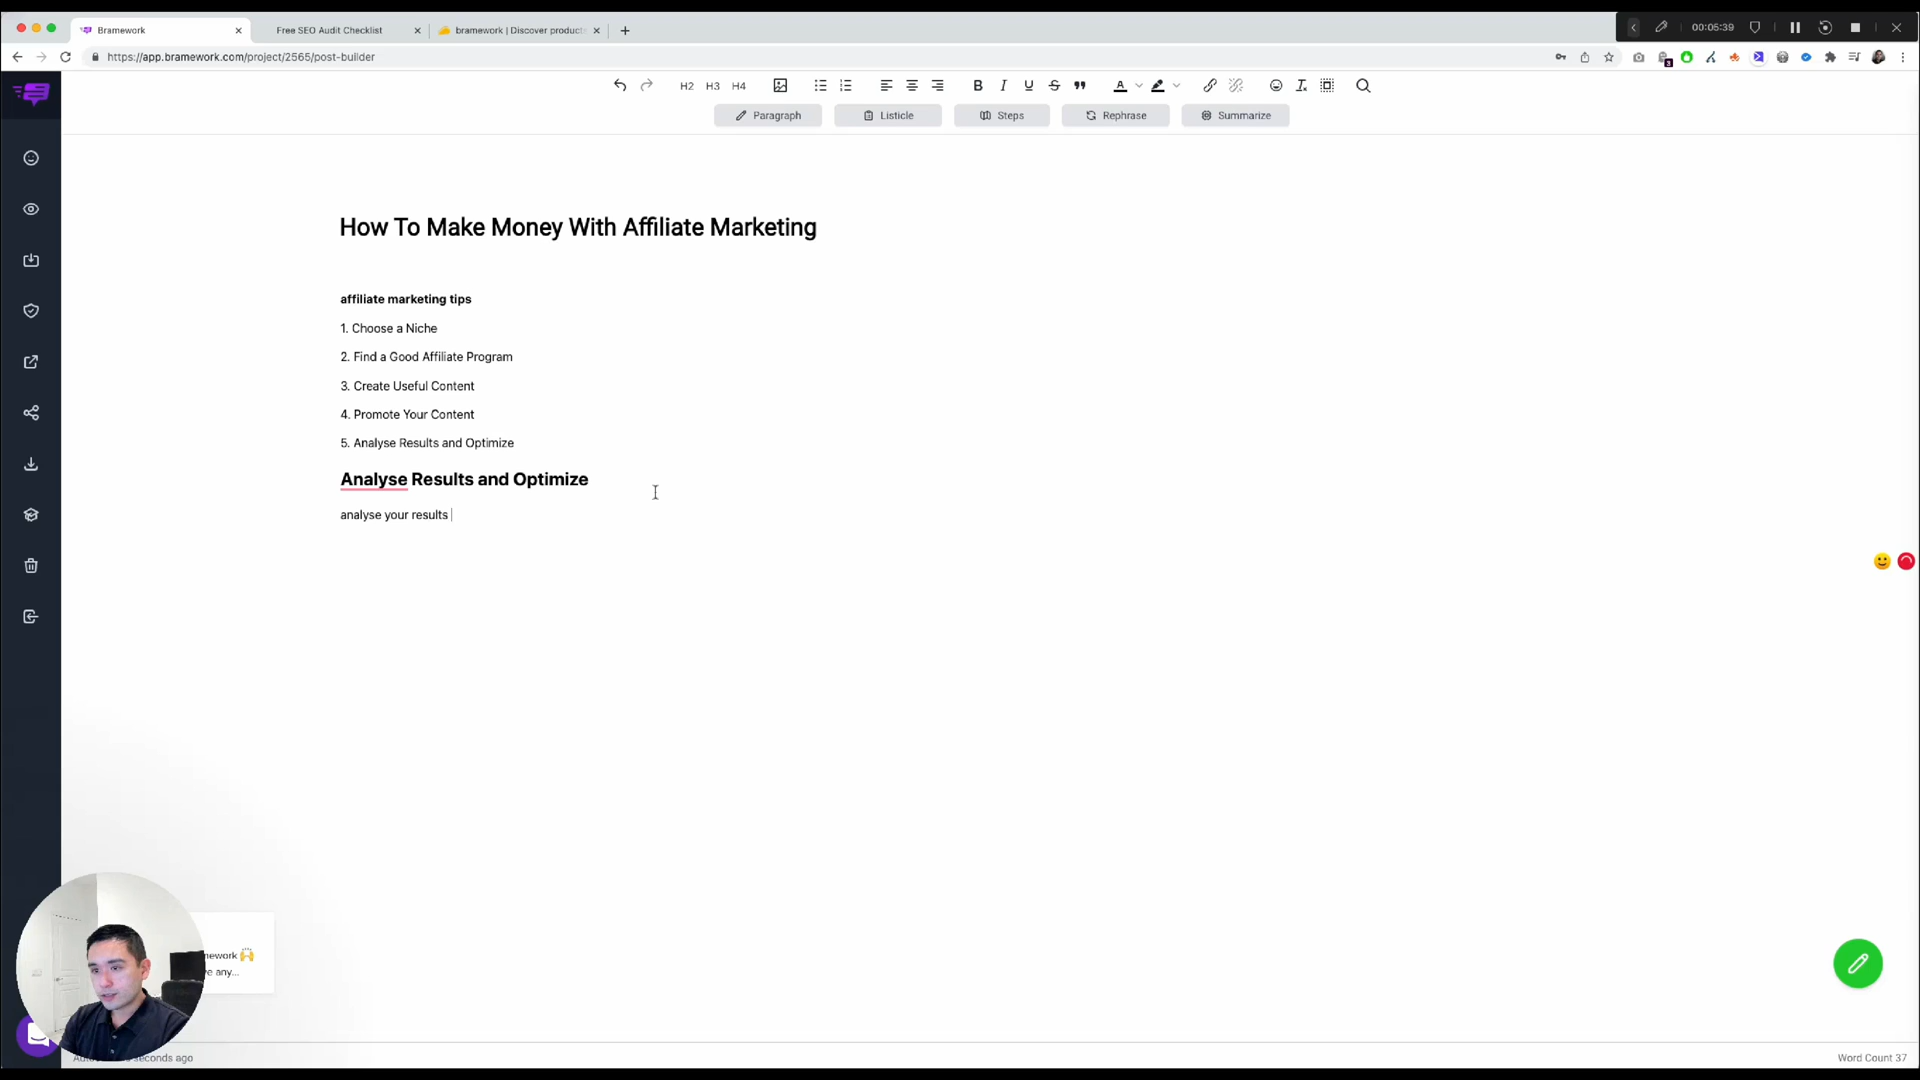 Bramework
Free SEO Audit Checklist
bramework | Discover product
00:05:39
https://app.bramework.com/project/2565/post-builder
H2 H3 H4
B I U S A
Paragraph
Listicle
Steps
Rephrase
Summarize
How To Make Money With Affiliate Marketing
affiliate marketing tips
1. Choose a Niche
2. Find a Good Affiliate Program
3. Create Useful Content
4. Promote Your Content
5. Analyse Results and Optimize
Analyse Results and Optimize
analyse your results
mework 🙌
ve any...
seconds ago
Word Count 37